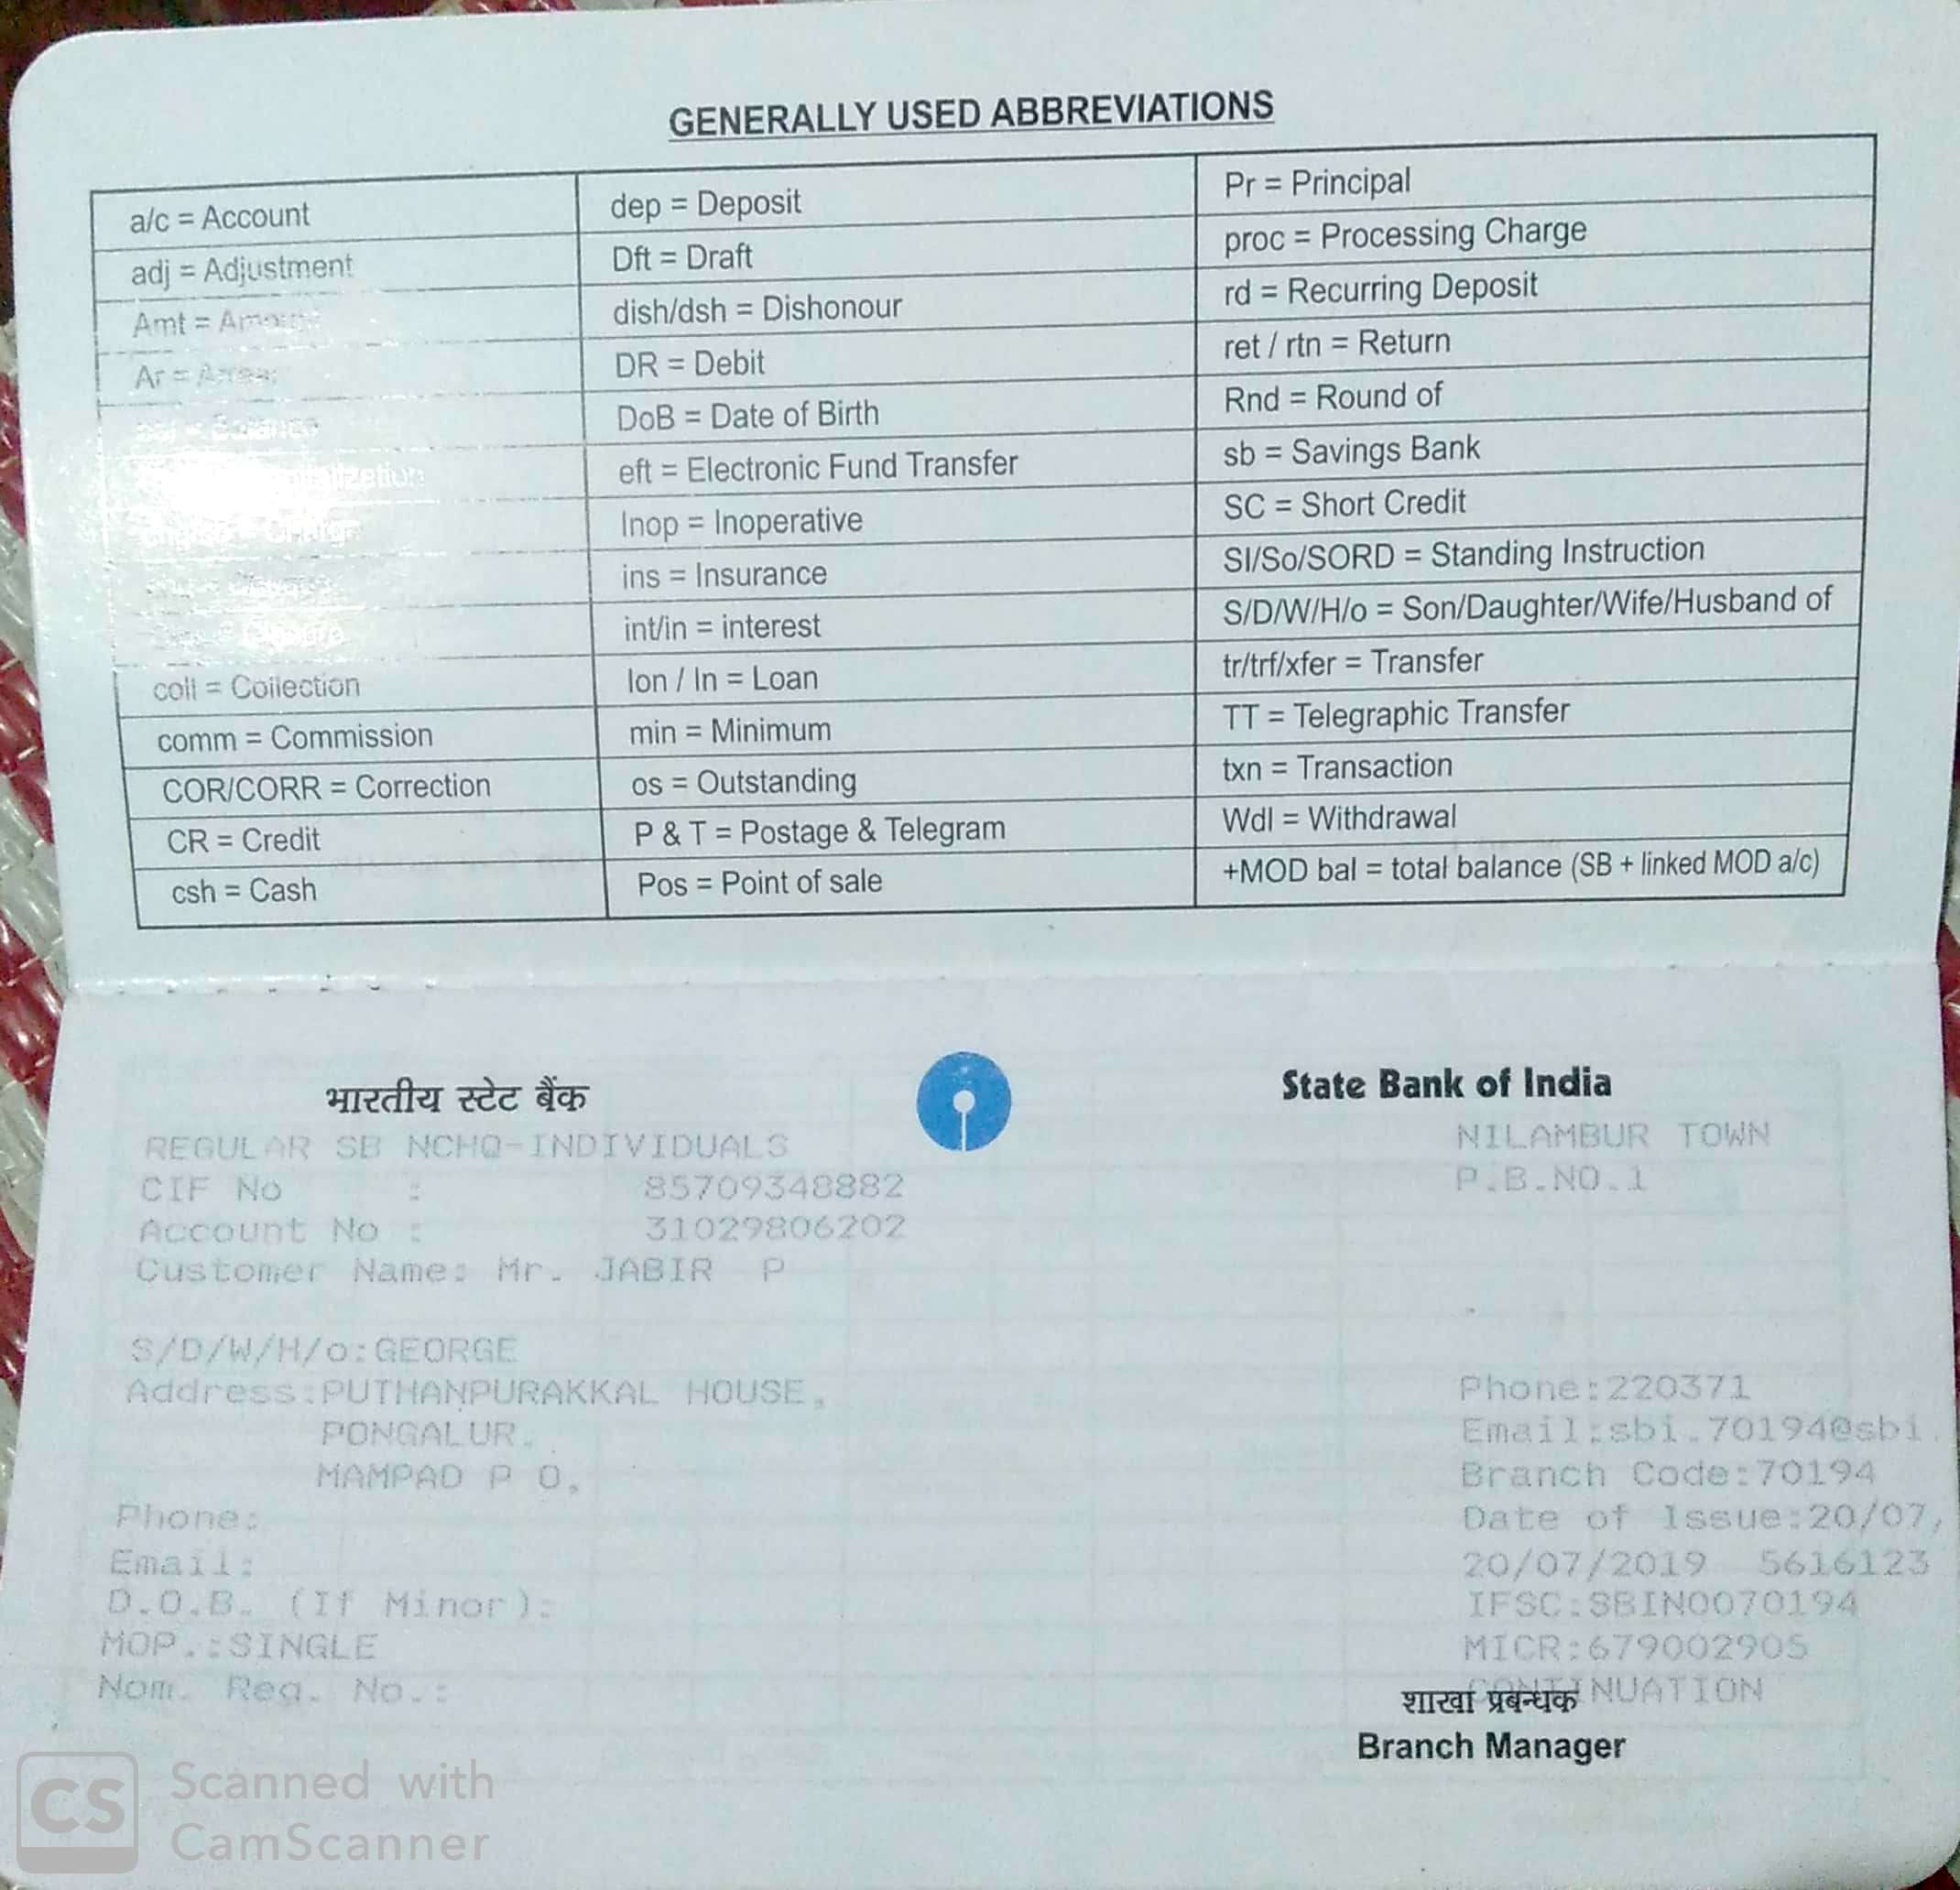 GENERALLY USED ABBREVIATIONS
a/c = Account
adj = Adjustment
Amt = Amount
Ar = Arrear
Balance
coll = Collection
comm = Commission
COR/CORR = Correction
CR = Credit
csh = Cash
dep = Deposit
Dft = Draft
dish/dsh = Dishonour
DR = Debit
DoB = Date of Birth
eft = Electronic Fund Transfer
Inop = Inoperative
ins = Insurance
int/in = interest
lon / ln = Loan
min = Minimum
os = Outstanding
P & T = Postage & Telegram
Pos = Point of sale
Pr = Principal
proc = Processing Charge
rd = Recurring Deposit
ret / rtn = Return
Rnd = Round of
sb = Savings Bank
SC = Short Credit
SI/So/SORD = Standing Instruction
S/D/W/H/o = Son/Daughter/Wife/Husband of
tr/trf/xfer = Transfer
TT = Telegraphic Transfer
txn = Transaction
Wdl = Withdrawal
+MOD bal = total balance (SB + linked MOD a/c)
भारतीय स्टेट बैंक
State Bank of India
REGULAR SB NCHQ-INDIVIDUALS
CIF No : 85709348882
Account No : 31029806202
Customer Name: Mr. JABIR P
S/D/W/H/o:GEORGE
Address:PUTHANPURAKKAL HOUSE,
PONGALUR.
MAMPAD P O,
Phone:
Email:
D.O.B. (If Minor):
MOP.:SINGLE
Nom. Reg. No.:
NILAMBUR TOWN
P.B.NO.1
Phone:220371
Email:sbi.70194@sbi.
Branch Code:70194
Date of Issue:20/07/
20/07/2019 5616123
IFSC:SBIN0070194
MICR:679002905
CONTINUATION
शाखा प्रबन्धक
Branch Manager
CS Scanned with
CamScanner